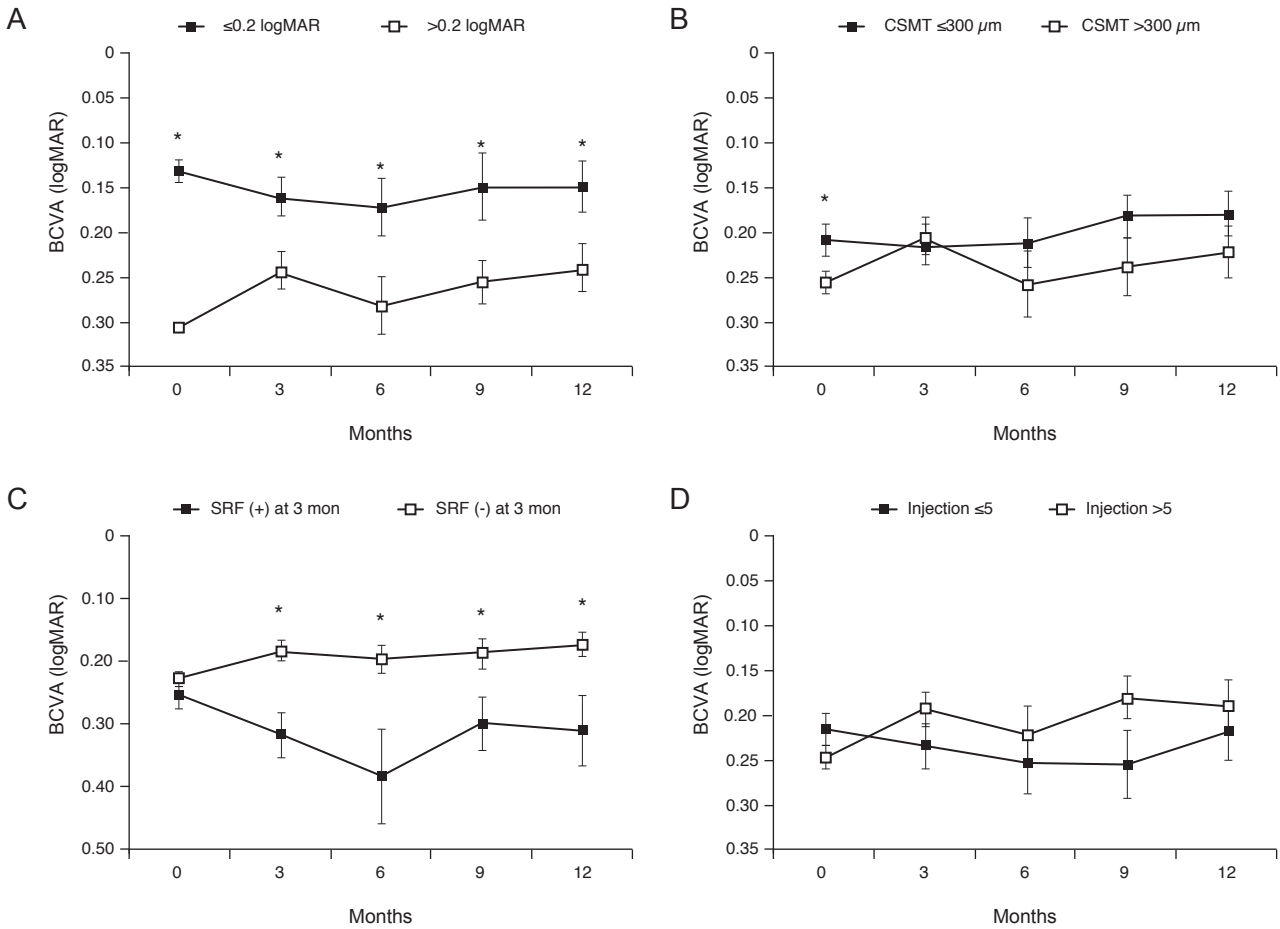 A
≤0.2 logMAR >0.2 logMAR
0
0.05
0.10
0.15
0.20
0.25
0.30
0.35
BCVA (logMAR)
* * * * *
0 3 6 9 12
Months
B
CSMT ≤300 µm CSMT >300 µm
0
0.05
0.10
0.15
0.20
0.25
0.30
0.35
BCVA (logMAR)
*
0 3 6 9 12
Months
C
SRF (+) at 3 mon SRF (-) at 3 mon
0
0.10
0.20
0.30
0.40
0.50
BCVA (logMAR)
* * * *
0 3 6 9 12
Months
D
Injection ≤5 Injection >5
0
0.05
0.10
0.15
0.20
0.25
0.30
0.35
BCVA (logMAR)
0 3 6 9 12
Months